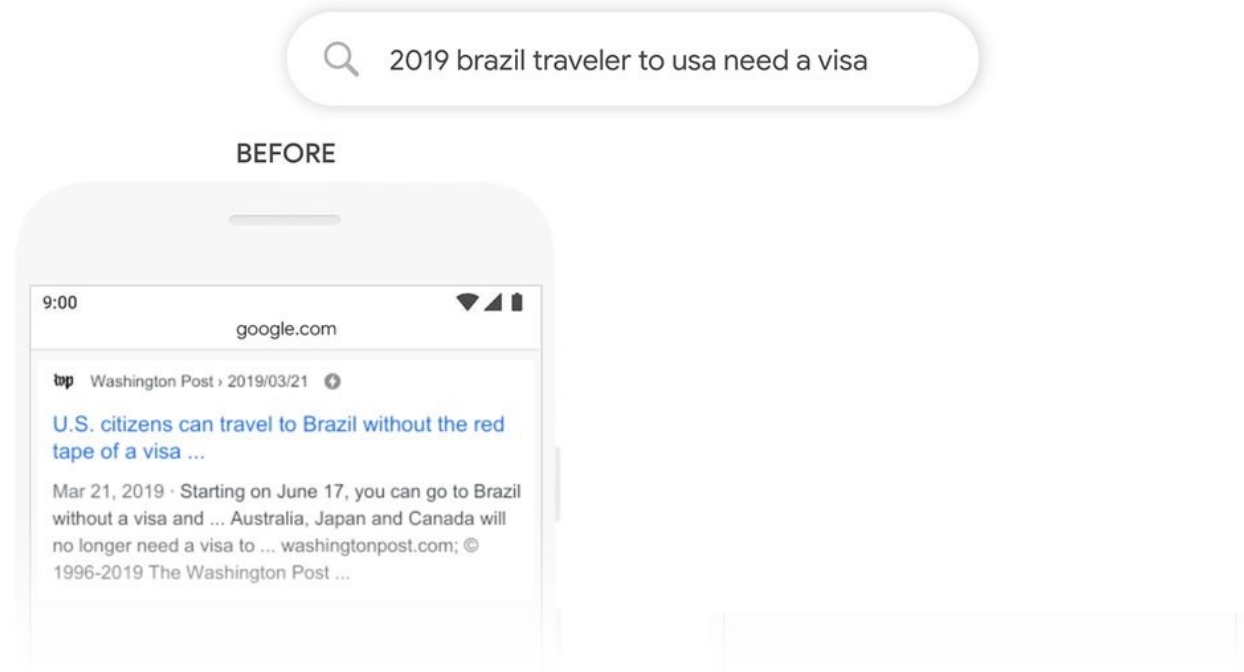 2019 brazil traveler to usa need a visa
BEFORE
9:00
google.com
wp Washington Post › 2019/03/21
U.S. citizens can travel to Brazil without the red
tape of a visa ...
Mar 21, 2019 · Starting on June 17, you can go to Brazil
without a visa and ... Australia, Japan and Canada will
no longer need a visa to ... washingtonpost.com; ©
1996-2019 The Washington Post ...